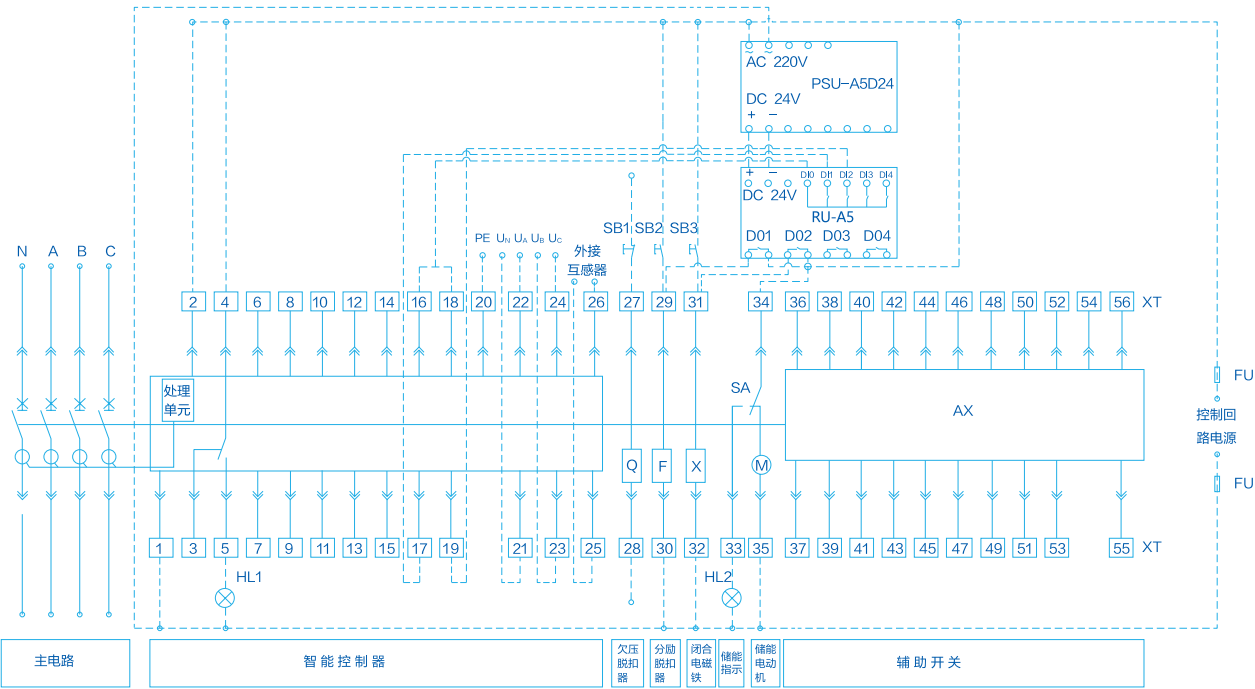 AC 220V
PSU-A5D24
DC 24V
+ −
+ −
DI0 DI1 DI2 DI3 DI4
DC 24V
RU-A5
D01 D02 D03 D04
SB1 SB2 SB3
PE UN UA UB UC
外接
互感器
N A B C
2 4 6 8 10 12 14 16 18 20 22 24 26 27 29 31 34 36 38 40 42 44 46 48 50 52 54 56 XT
处理
单元
SA
AX
FU
控制回
路电源
FU
Q F X M
1 3 5 7 9 11 13 15 17 19 21 23 25 28 30 32 33 35 37 39 41 43 45 47 49 51 53 55 XT
HL1
HL2
主电路
智能控制器
欠压
脱扣
器
分励
脱扣
器
闭合
电磁
铁
储能
指示
储能
电动
机
辅助开关